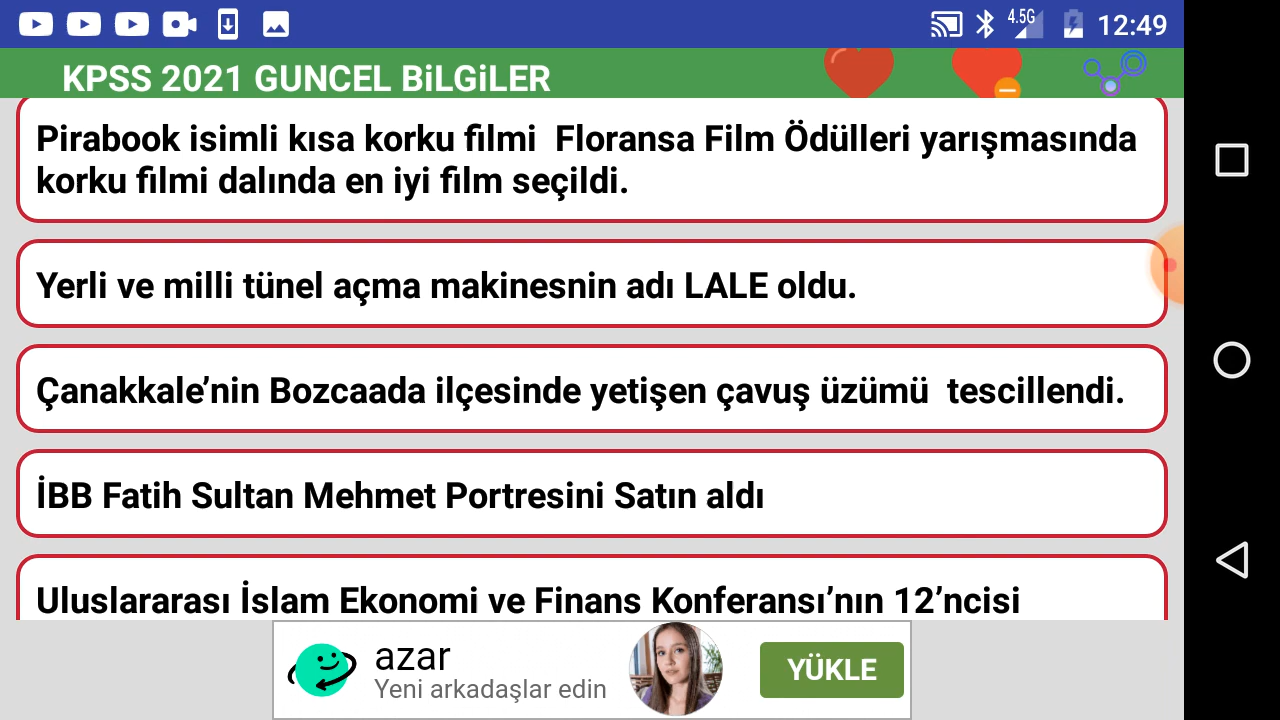 4.5G 12:49
KPSS 2021 GUNCEL BiLGiLER
Pirabook isimli kısa korku filmi  Floransa Film Ödülleri yarışmasında
korku filmi dalında en iyi film seçildi.
Yerli ve milli tünel açma makinesnin adı LALE oldu.
Çanakkale’nin Bozcaada ilçesinde yetişen çavuş üzümü  tescillendi.
İBB Fatih Sultan Mehmet Portresini Satın aldı
Uluslararası İslam Ekonomi ve Finans Konferansı’nın 12’ncisi
azar
Yeni arkadaşlar edin
YÜKLE